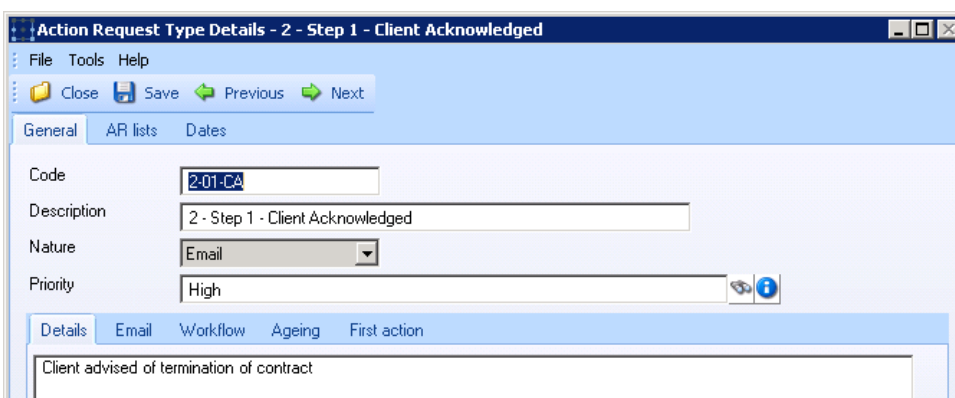 Action Request Type Details - 2 - Step 1 - Client Acknowledged
File Tools Help
Close Save Previous Next
General AR lists Dates
Code 2-01-CA
Description 2 - Step 1 - Client Acknowledged
Nature Email
Priority High
Details Email Workflow Ageing First action
Client advised of termination of contract